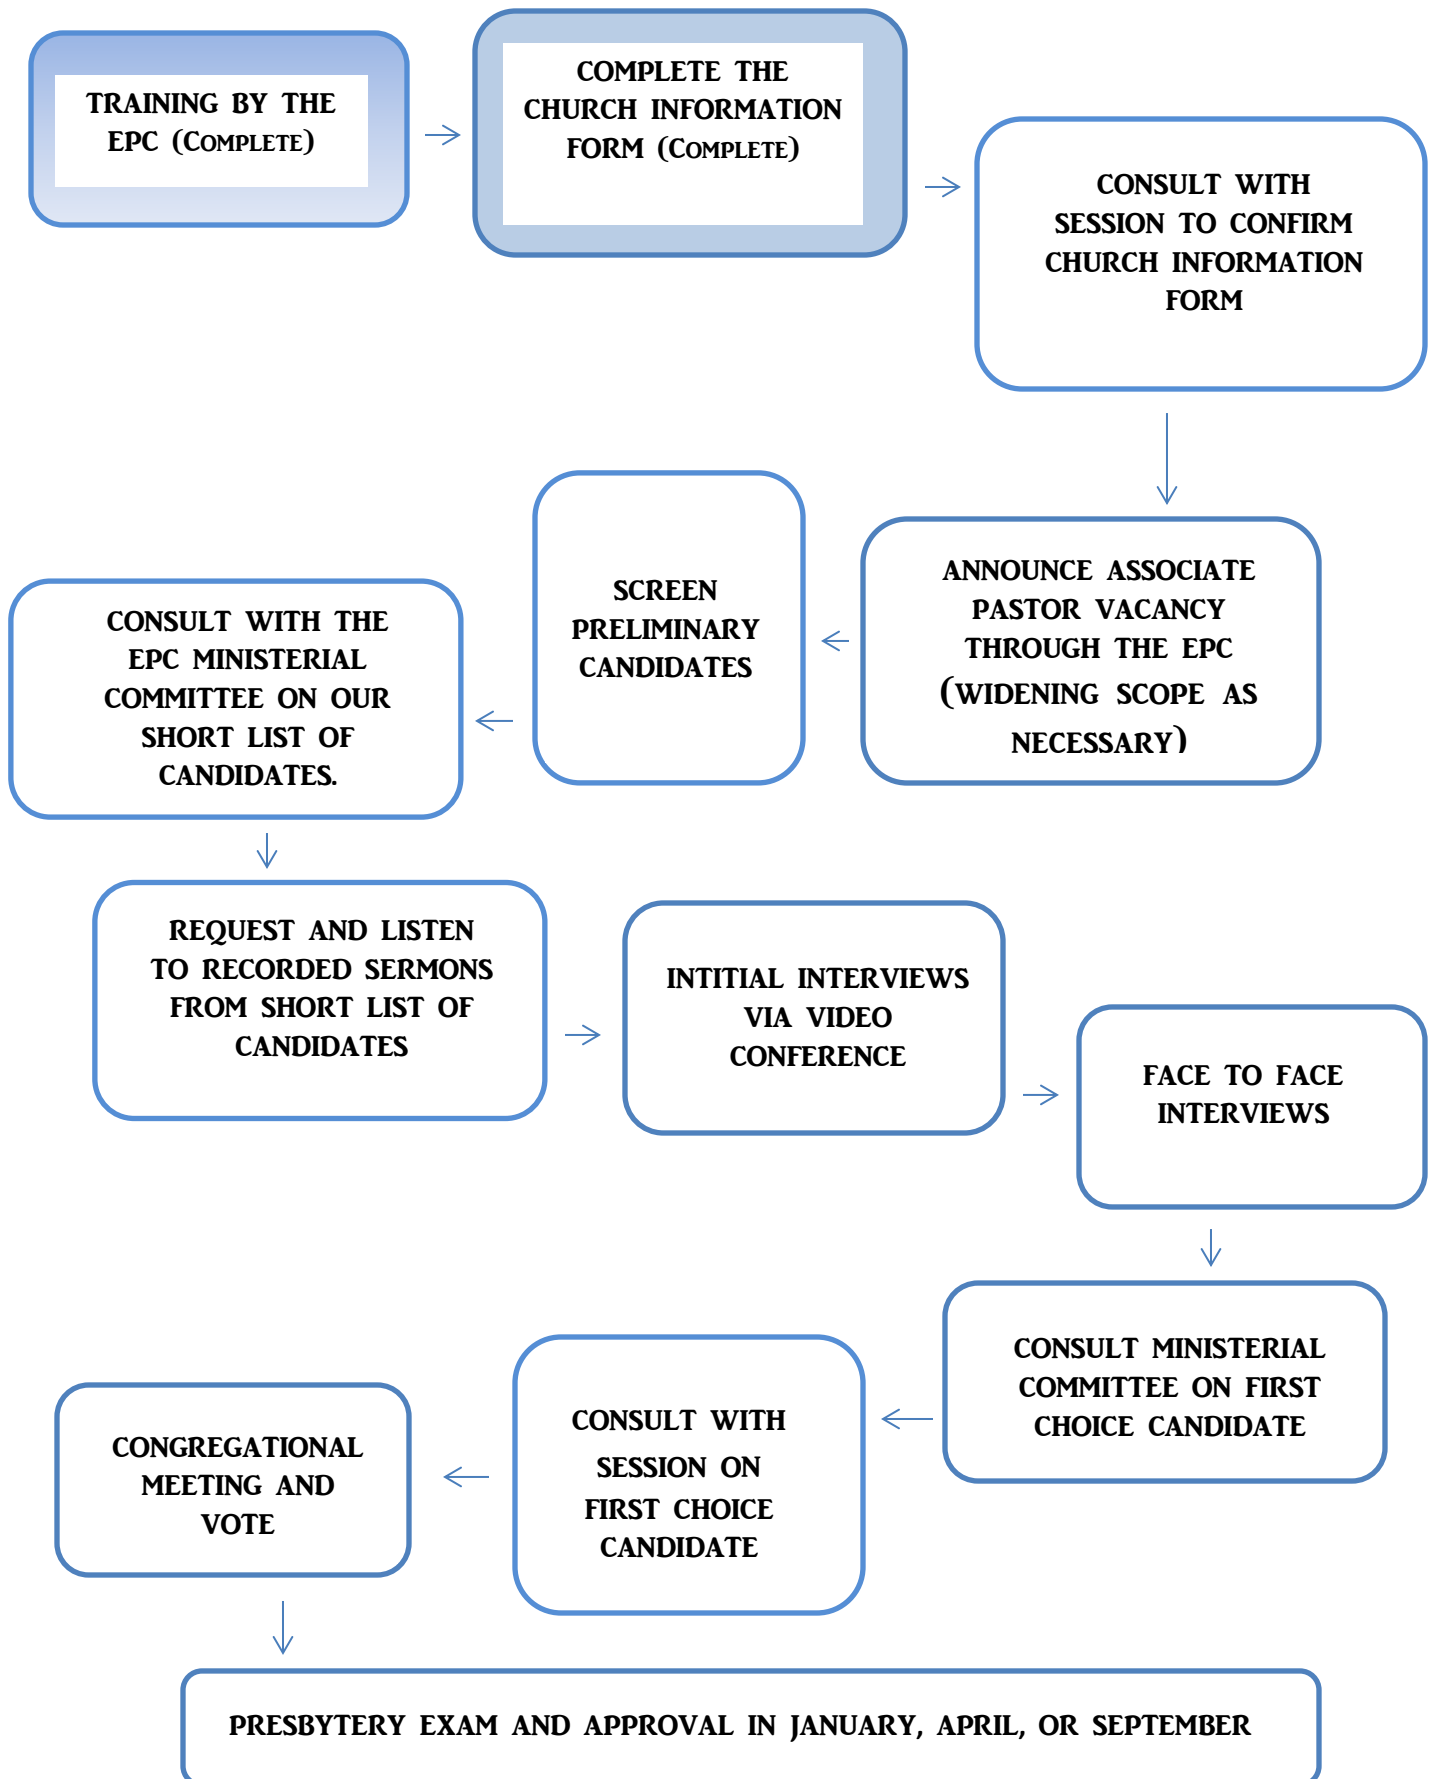 TRAINING BY THE
EPC (COMPLETE)
COMPLETE THE
CHURCH INFORMATION
FORM (COMPLETE)
CONSULT WITH
SESSION TO CONFIRM
CHURCH INFORMATION
FORM
ANNOUNCE ASSOCIATE
PASTOR VACANCY
THROUGH THE EPC
(WIDENING SCOPE AS
NECESSARY)
SCREEN
PRELIMINARY
CANDIDATES
CONSULT WITH THE
EPC MINISTERIAL
COMMITTEE ON OUR
SHORT LIST OF
CANDIDATES.
REQUEST AND LISTEN
TO RECORDED SERMONS
FROM SHORT LIST OF
CANDIDATES
INTITIAL INTERVIEWS
VIA VIDEO
CONFERENCE
FACE TO FACE
INTERVIEWS
CONSULT MINISTERIAL
COMMITTEE ON FIRST
CHOICE CANDIDATE
CONSULT WITH
SESSION ON
FIRST CHOICE
CANDIDATE
CONGREGATIONAL
MEETING AND
VOTE
PRESBYTERY EXAM AND APPROVAL IN JANUARY, APRIL, OR SEPTEMBER